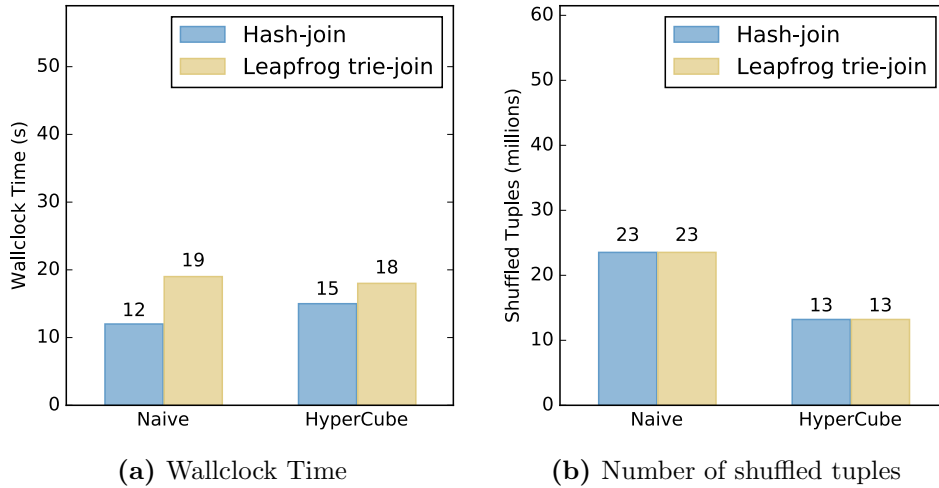 Hash-join
Leapfrog trie-join
Wallclock Time (s)
50
40
30
20
10
0
12
19
15
18
Naive
HyperCube
(a) Wallclock Time
Hash-join
Leapfrog trie-join
Shuffled Tuples (millions)
60
50
40
30
20
10
0
23
23
13
13
Naive
HyperCube
(b) Number of shuffled tuples